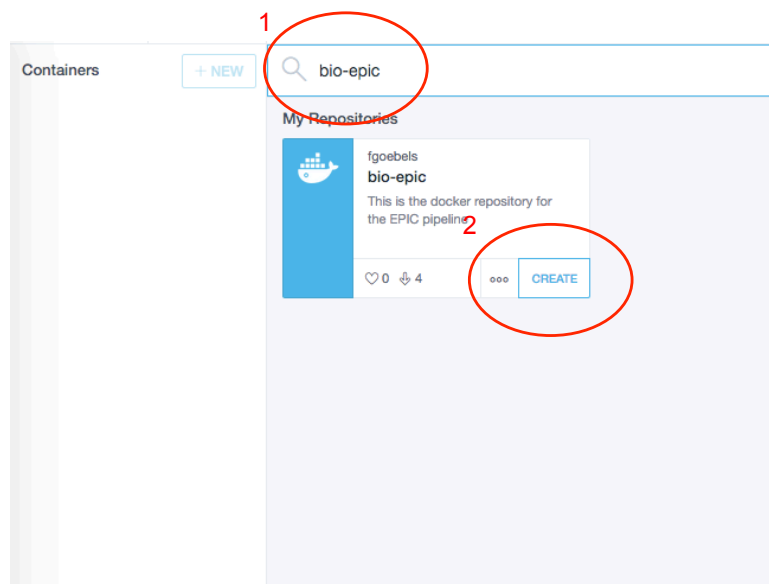 1
Containers
+ NEW
bio-epic
My Repositories
fgoebels
bio-epic
This is the docker repository for
the EPIC pipeline
2
0 4
CREATE